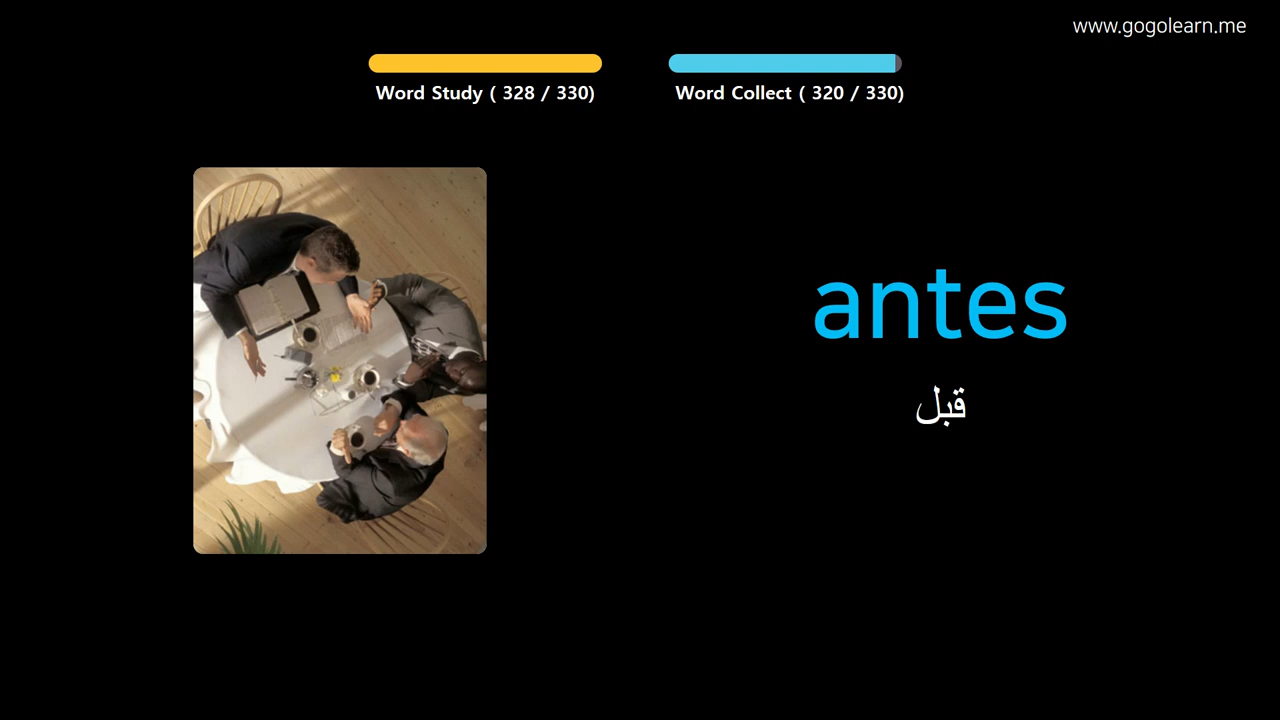 www.gogolearn.me
Word Study ( 328 / 330)
Word Collect ( 320 / 330)
antes
قبل